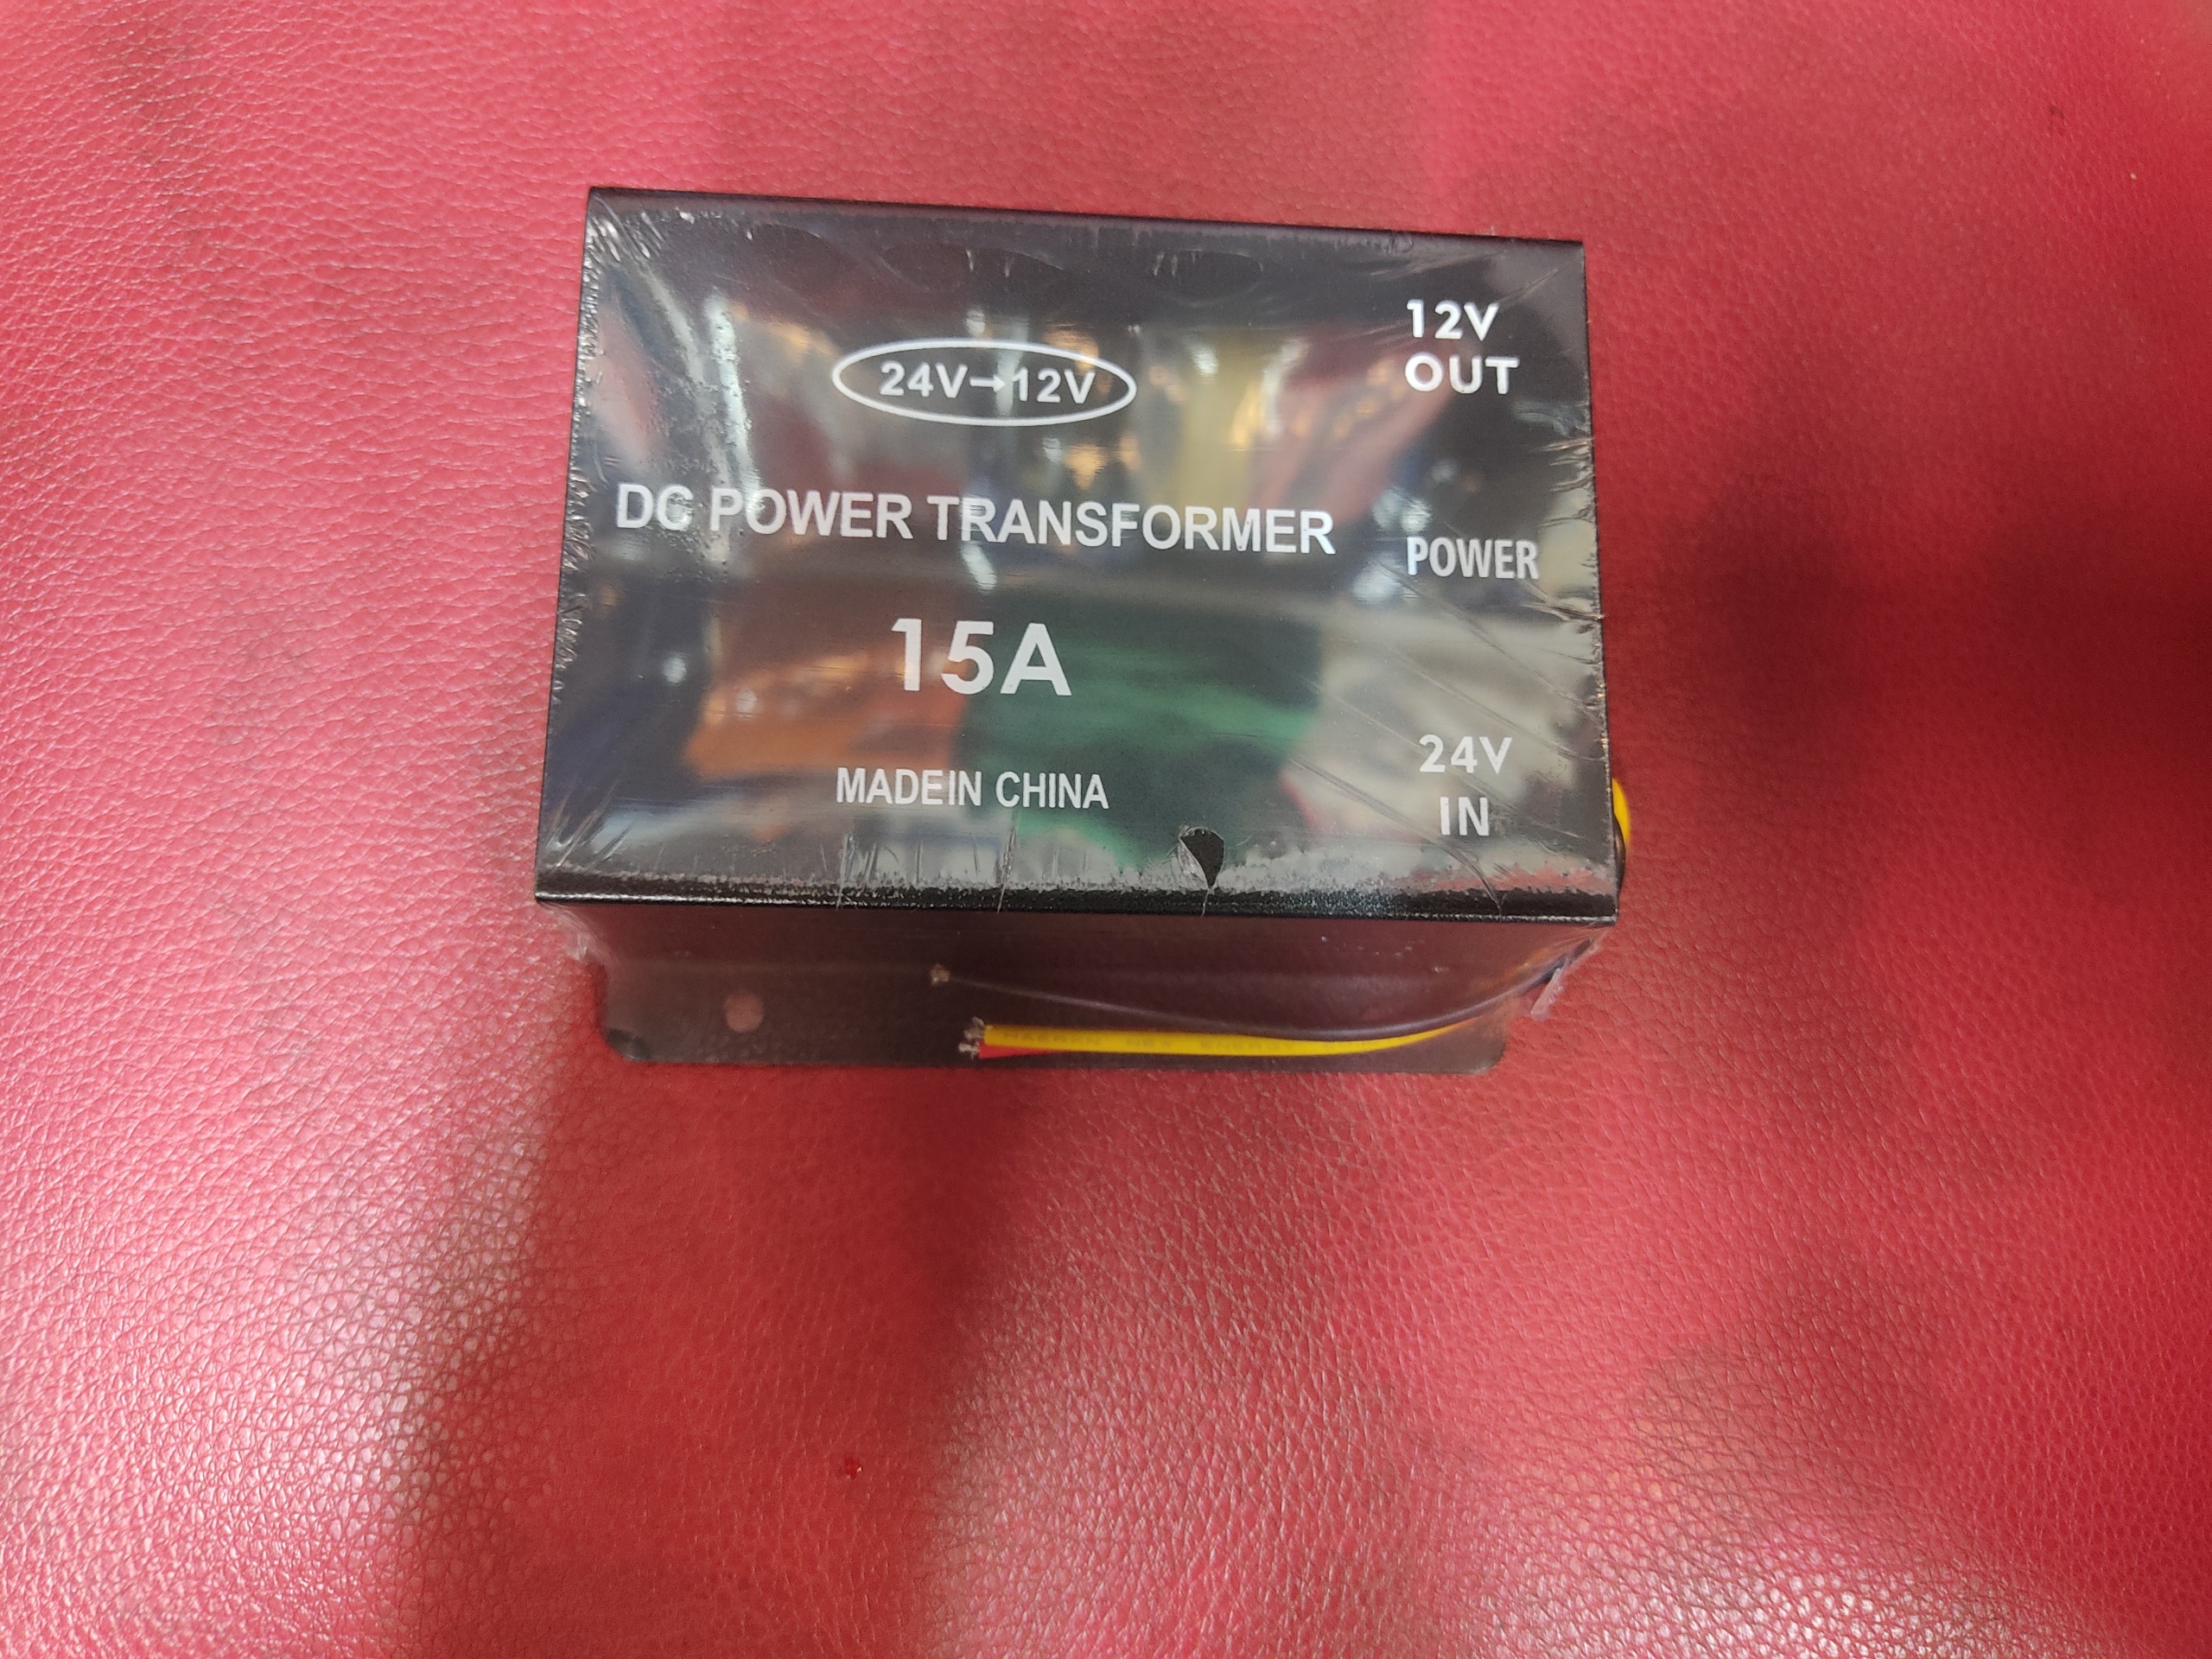 24V→12V
12V
OUT
DC POWER TRANSFORMER
POWER
15A
24V
IN
MADEIN CHINA